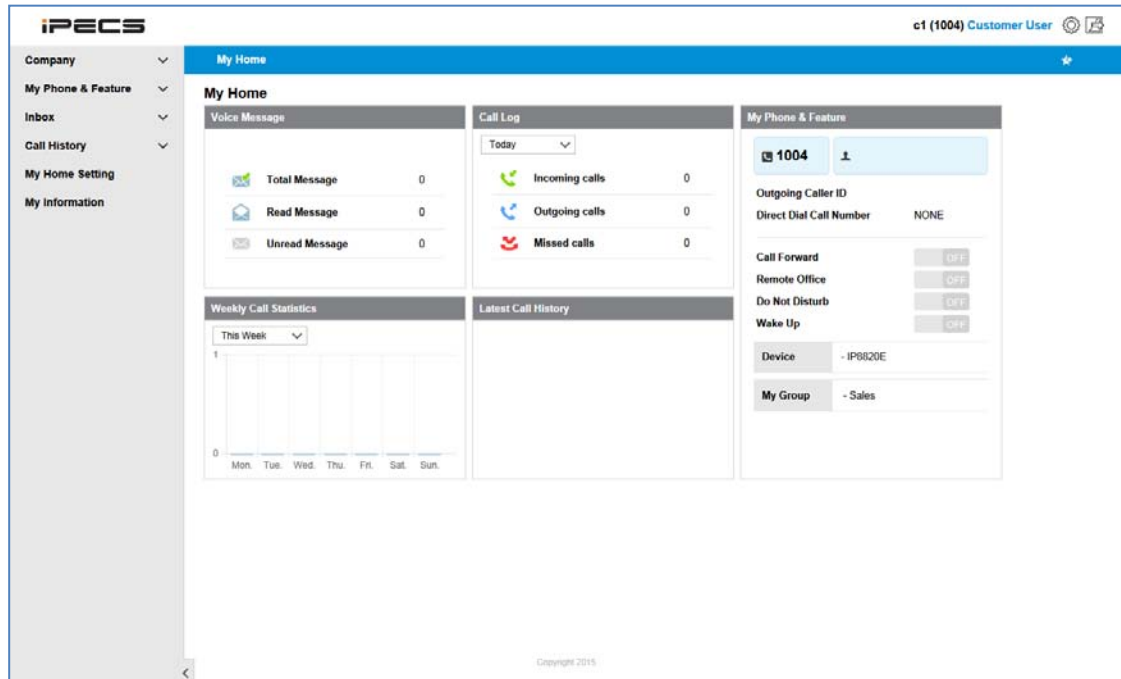 iPECS
c1 (1004) Customer User
Company
My Phone & Feature
Inbox
Call History
My Home Setting
My Information
My Home
My Home
Voice Message
Total Message 0
Read Message 0
Unread Message 0
Call Log
Today
Incoming calls 0
Outgoing calls 0
Missed calls 0
My Phone & Feature
1004
Outgoing Caller ID
Direct Dial Call Number NONE
Call Forward OFF
Remote Office OFF
Do Not Disturb OFF
Wake Up OFF
Device - IP8820E
My Group - Sales
Weekly Call Statistics
This Week
1
0
Mon. Tue. Wed. Thu. Fri. Sat. Sun.
Latest Call History
Copyright 2015